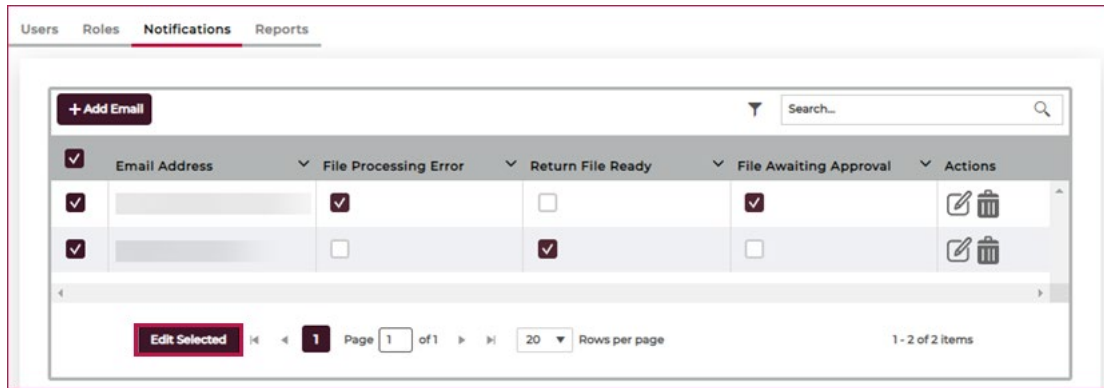 Users Roles Notifications Reports
+ Add Email Search...
Email Address File Processing Error Return File Ready File Awaiting Approval Actions
Edit Selected 1 Page 1 of 1 20 Rows per page 1 - 2 of 2 items